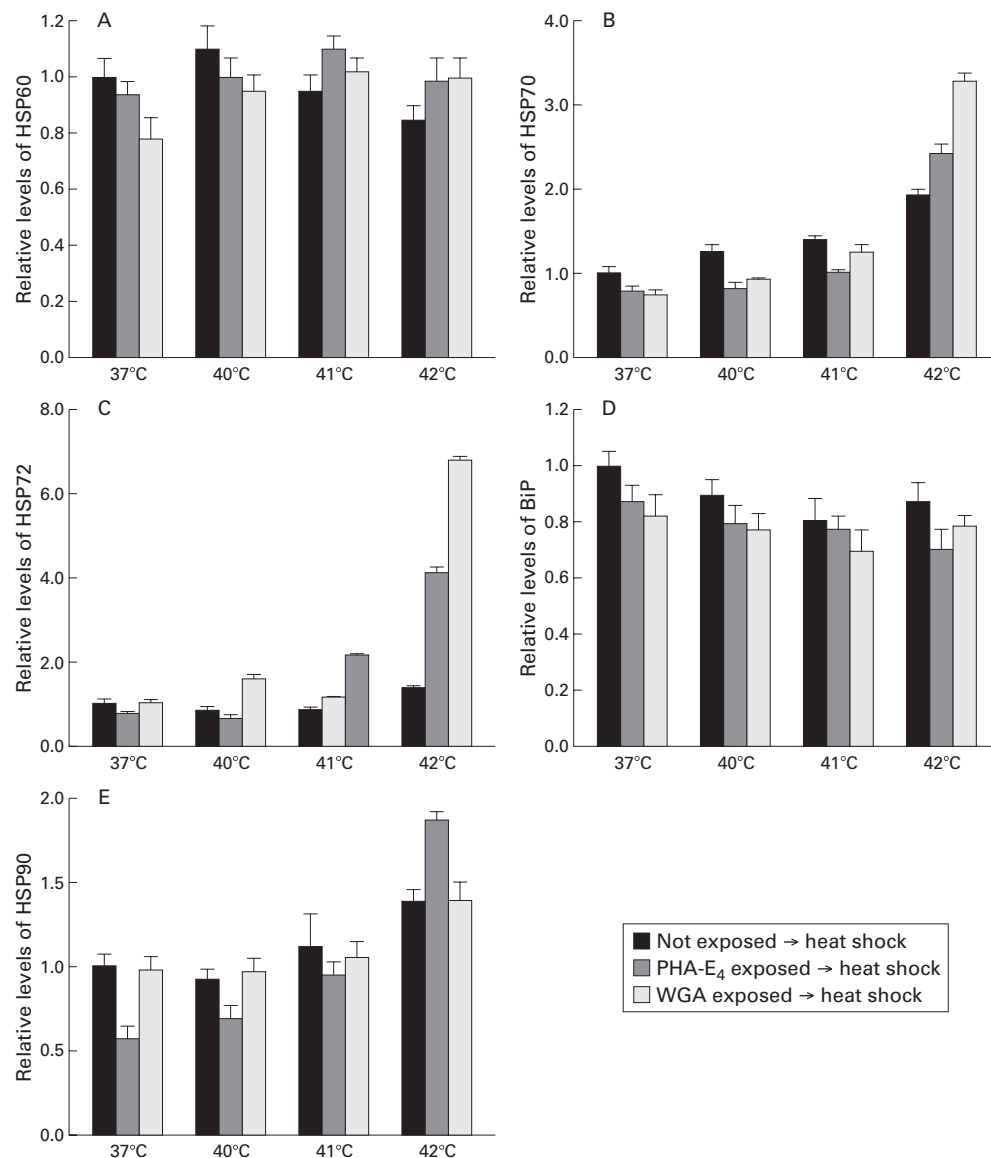 A
Relative levels of HSP60
1.2
1.0
0.8
0.6
0.4
0.2
0.0
37°C 40°C 41°C 42°C
B
Relative levels of HSP70
4.0
3.0
2.0
1.0
0.0
37°C 40°C 41°C 42°C
C
Relative levels of HSP72
8.0
6.0
4.0
2.0
0.0
37°C 40°C 41°C 42°C
D
Relative levels of BiP
1.2
1.0
0.8
0.6
0.4
0.2
0.0
37°C 40°C 41°C 42°C
E
Relative levels of HSP90
2.0
1.5
1.0
0.5
0.0
37°C 40°C 41°C 42°C
Not exposed → heat shock
PHA-E₄ exposed → heat shock
WGA exposed → heat shock